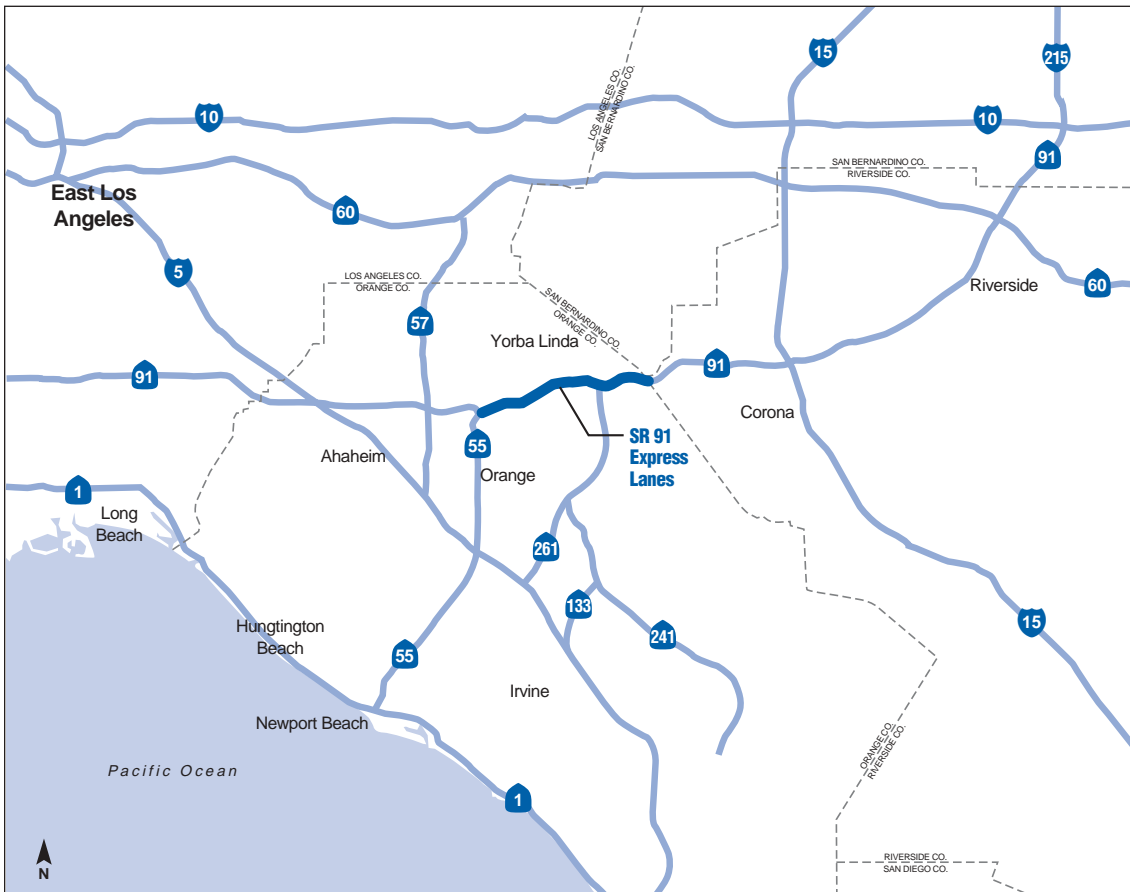 15
215
10
10
LOS ANGELES CO.
SAN BERNARDINO CO.
91
SAN BERNARDINO CO.
RIVERSIDE CO.
East Los
Angeles
60
5
LOS ANGELES CO.
ORANGE CO.
Riverside
60
SAN BERNARDINO CO.
ORANGE CO.
57
Yorba Linda
91
91
Corona
SR 91
Express
Lanes
55
Ahaheim
Orange
1
Long
Beach
261
133
241
15
Hungtington
Beach
55
Irvine
Newport Beach
ORANGE CO.
RIVERSIDE CO.
Pacific Ocean
1
N
RIVERSIDE CO.
SAN DIEGO CO.